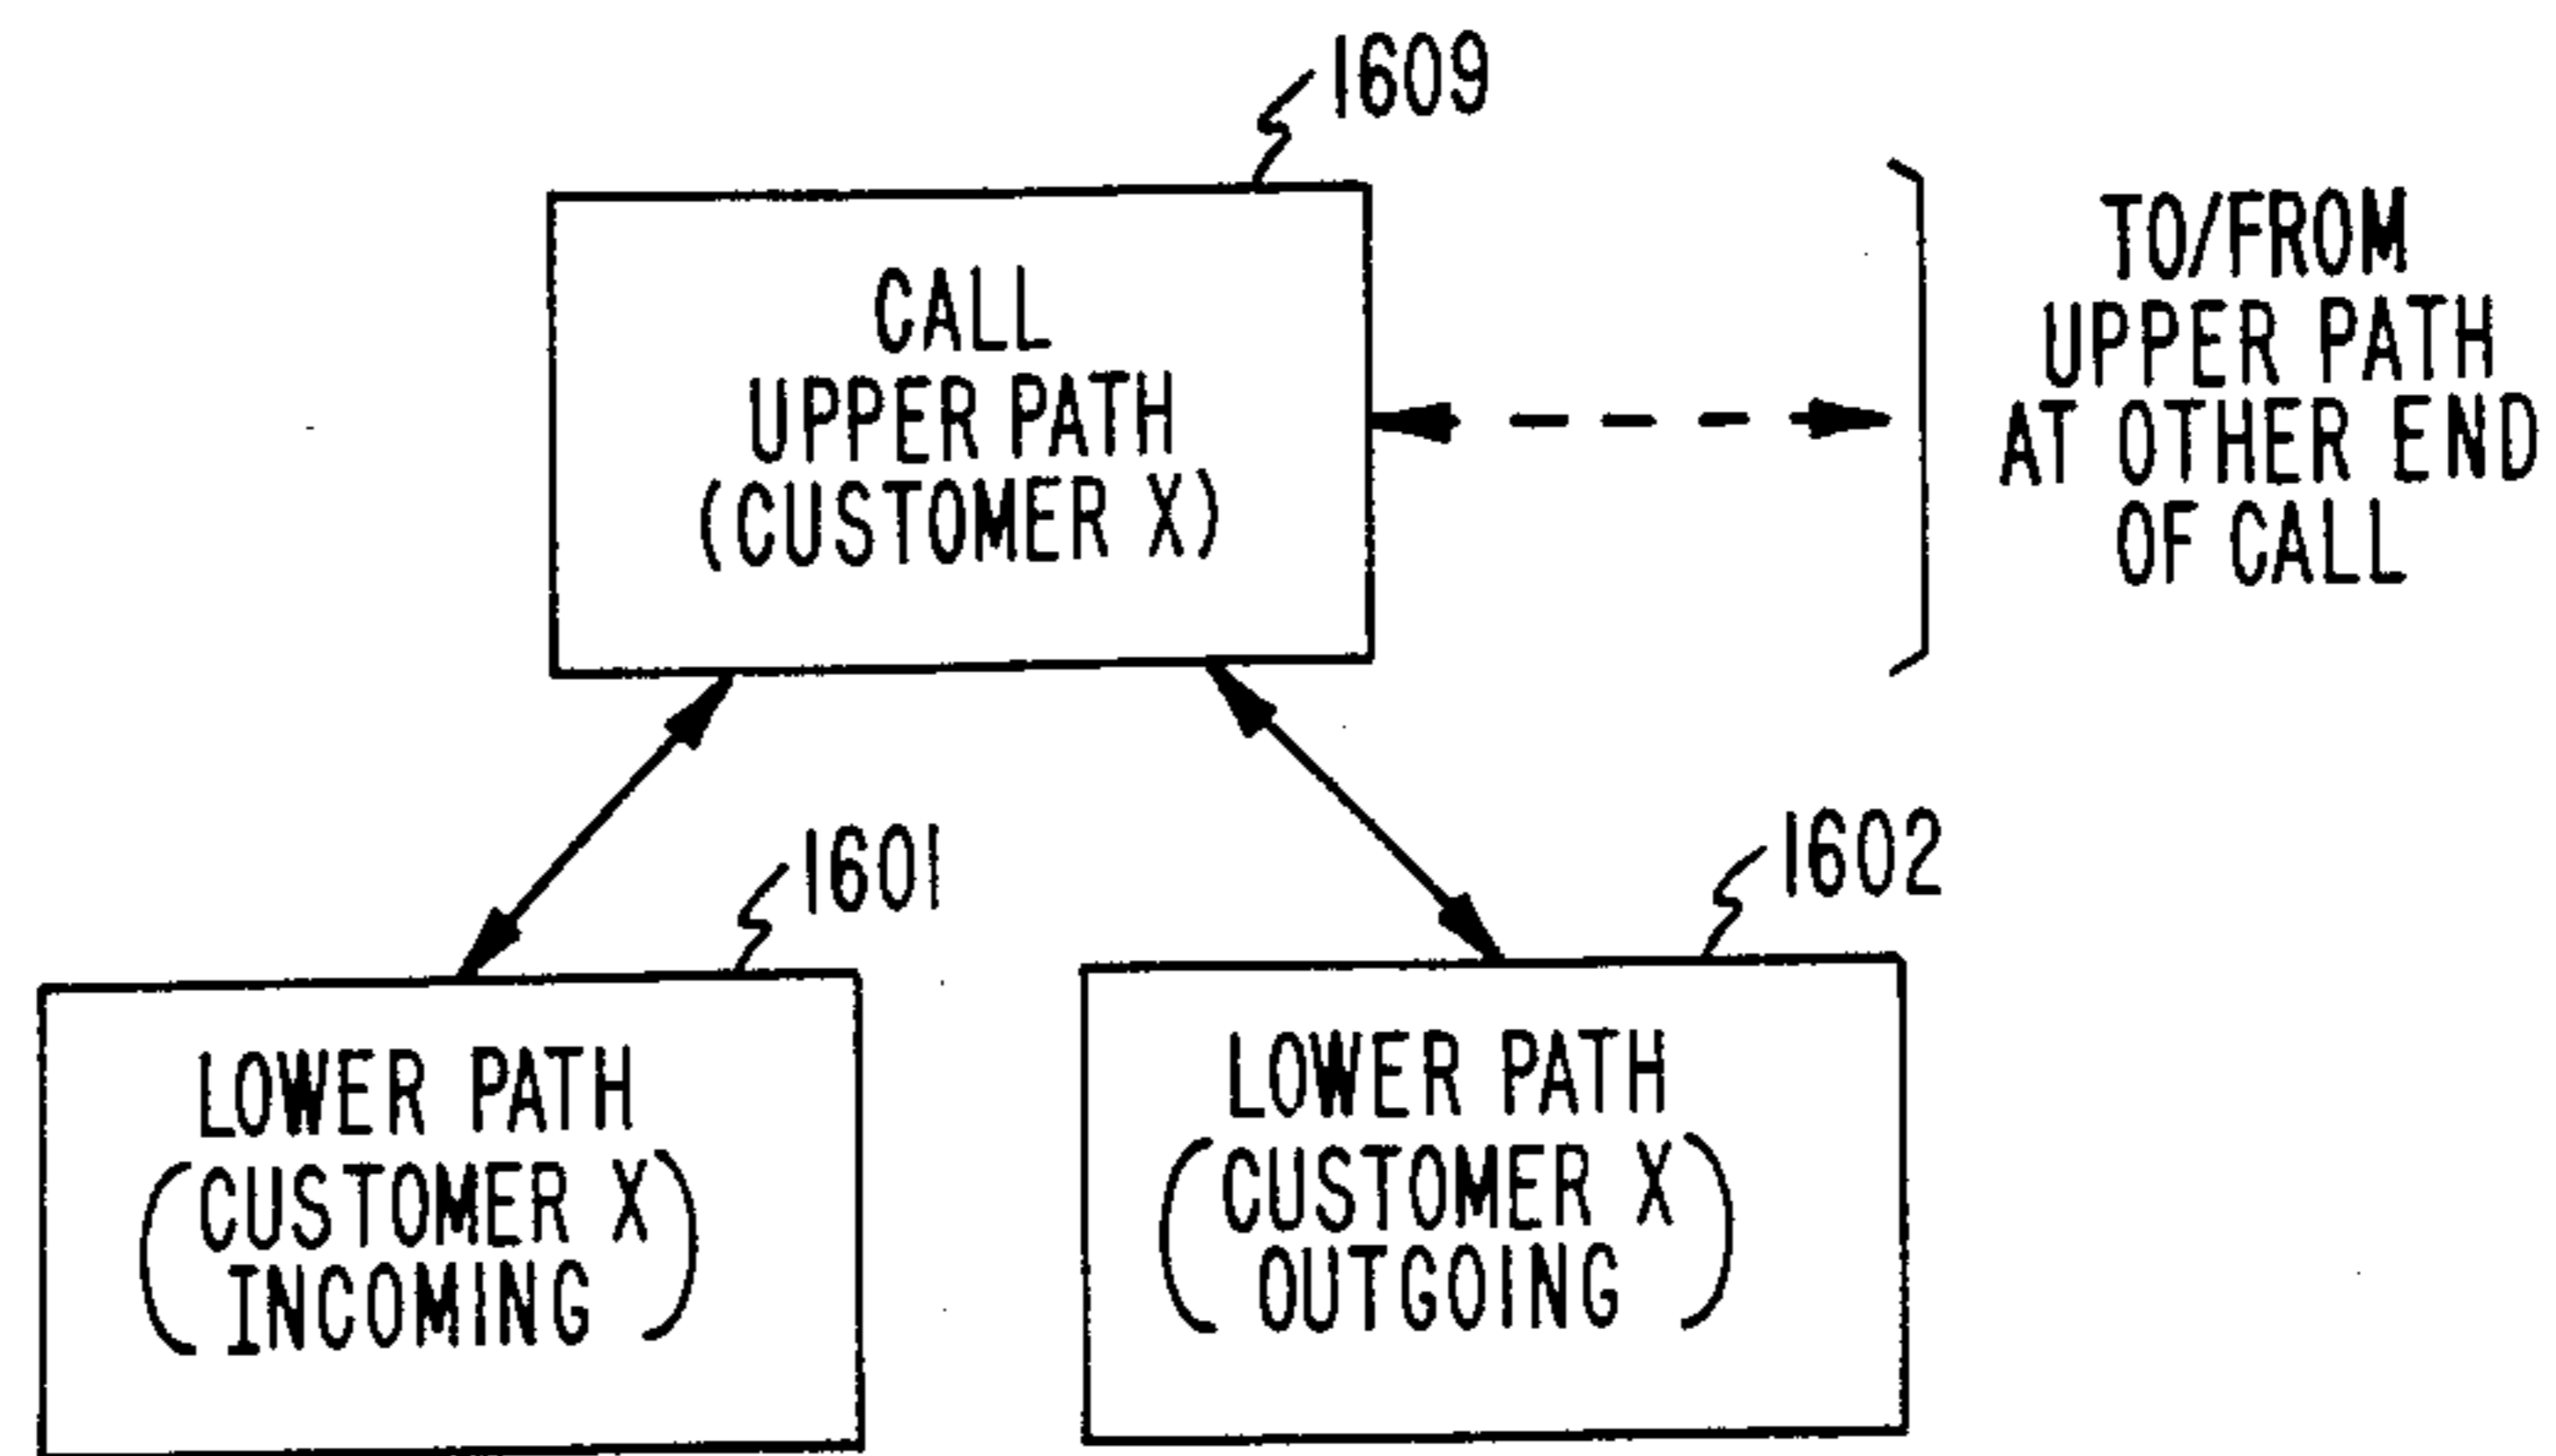 1609
CALL
UPPER PATH
(CUSTOMER X)
TO/FROM
UPPER PATH
AT OTHER END
OF CALL
1601
LOWER PATH
(CUSTOMER X
INCOMING)
1602
LOWER PATH
(CUSTOMER X
OUTGOING)